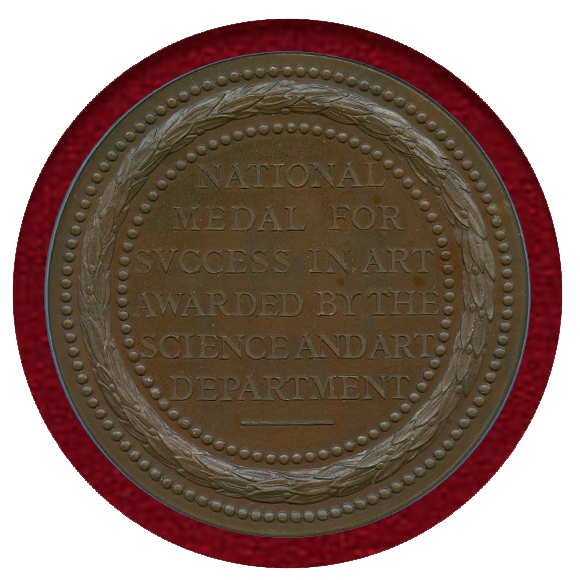 NATIONAL
MEDAL FOR
SVCCESS IN ART
AWARDED BY THE
SCIENCE AND ART
DEPARTMENT